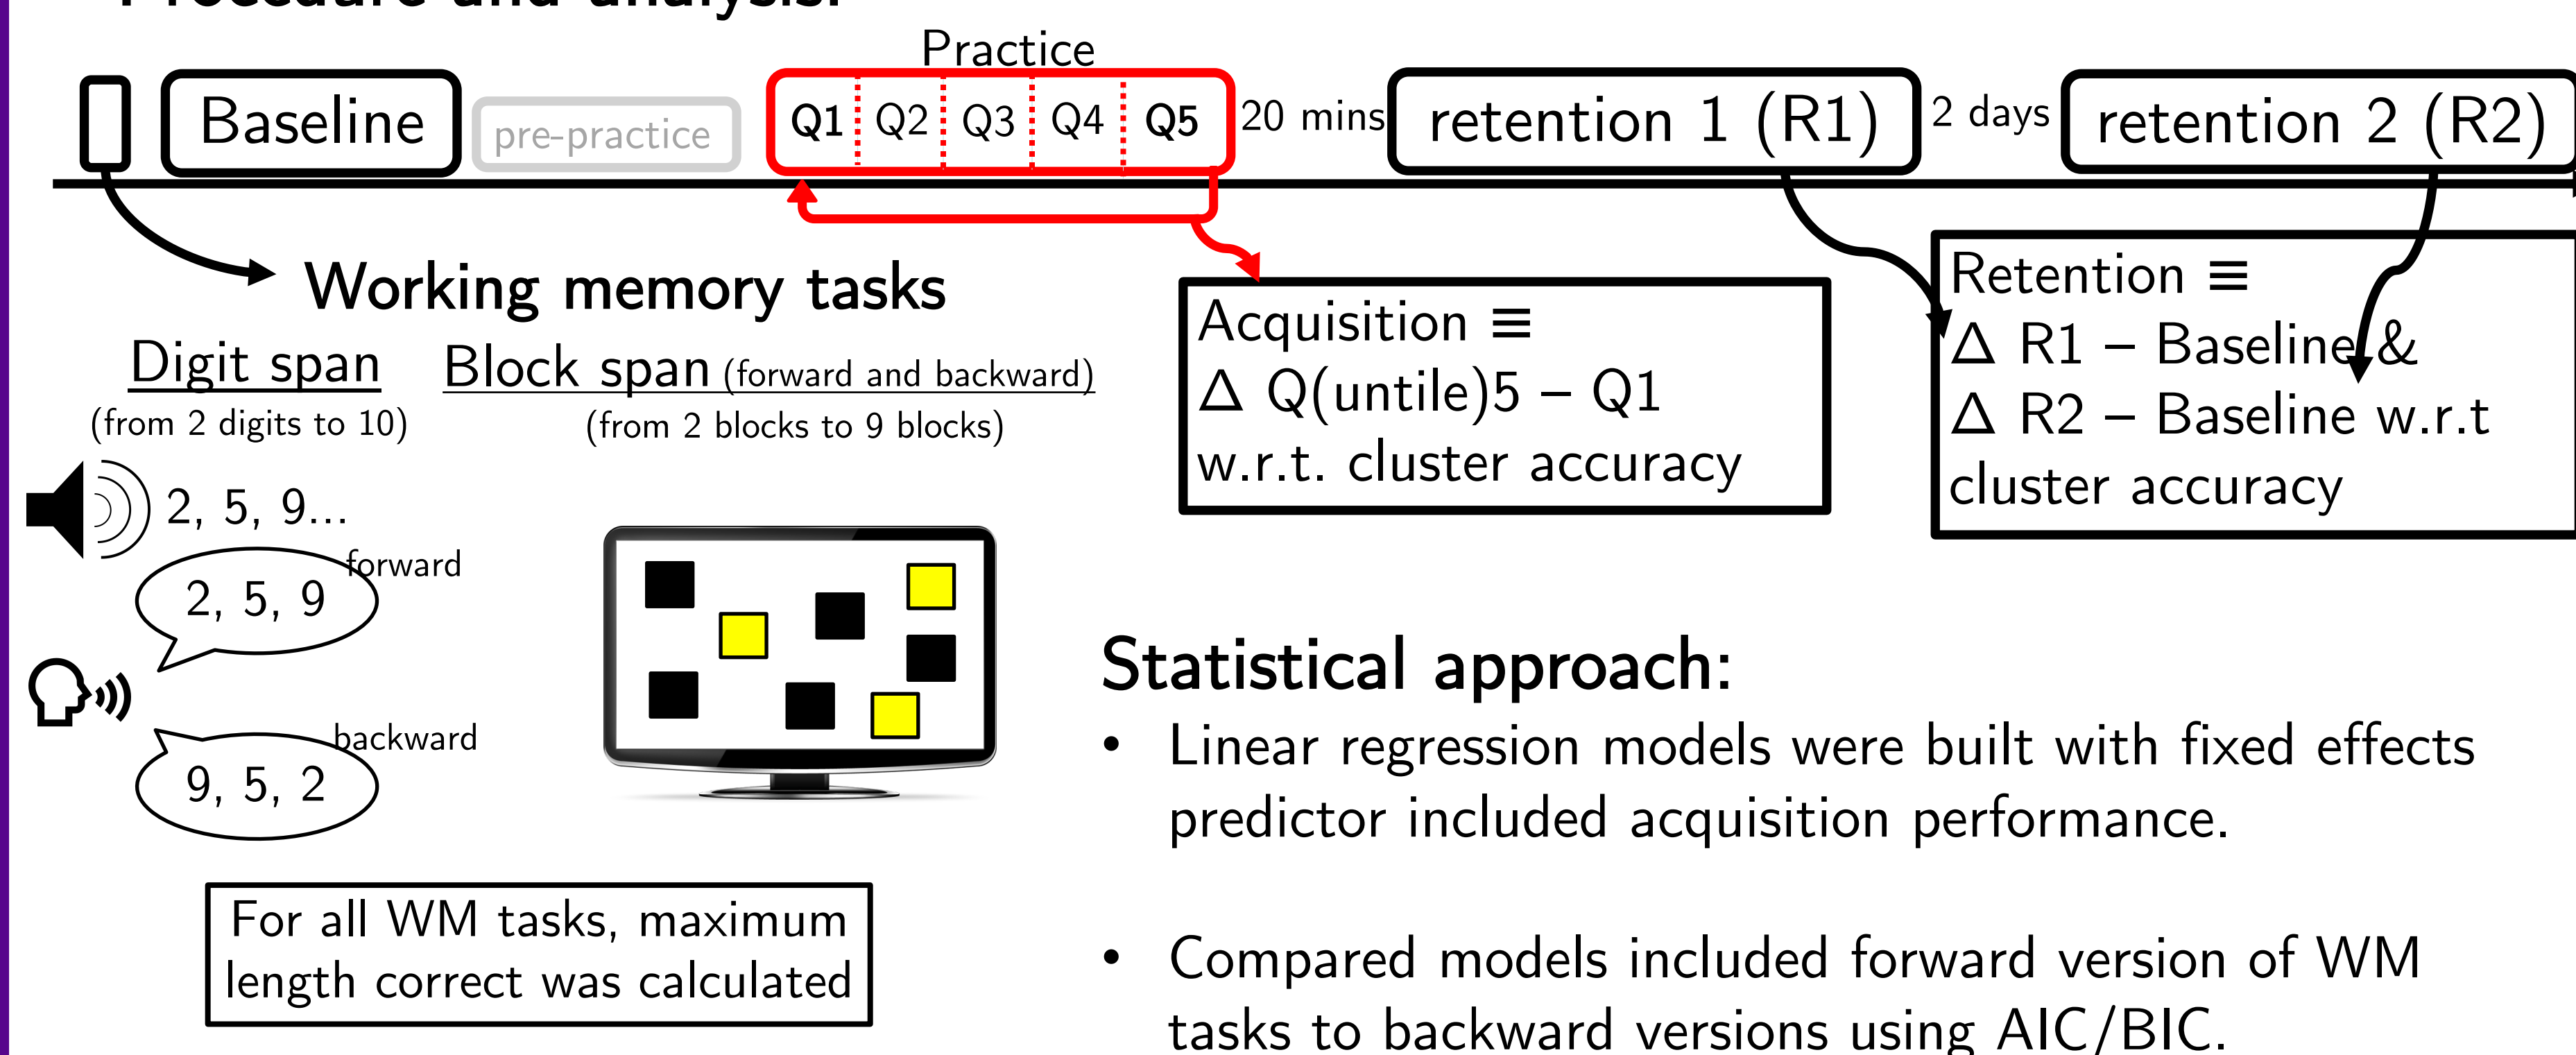 Procedure and analysis:
Practice
Baseline
pre-practice
Q1 Q2 Q3 Q4 Q5
20 mins
retention 1 (R1)
2 days
retention 2 (R2)
Working memory tasks
Digit span
(from 2 digits to 10)
Block span (forward and backward)
(from 2 blocks to 9 blocks)
2, 5, 9...
forward
2, 5, 9
backward
9, 5, 2
For all WM tasks, maximum
length correct was calculated
Acquisition ≡
Δ Q(untile)5 – Q1
w.r.t. cluster accuracy
Retention ≡
Δ R1 – Baseline &
Δ R2 – Baseline w.r.t
cluster accuracy
Statistical approach:
• Linear regression models were built with fixed effects
predictor included acquisition performance.
• Compared models included forward version of WM
tasks to backward versions using AIC/BIC.